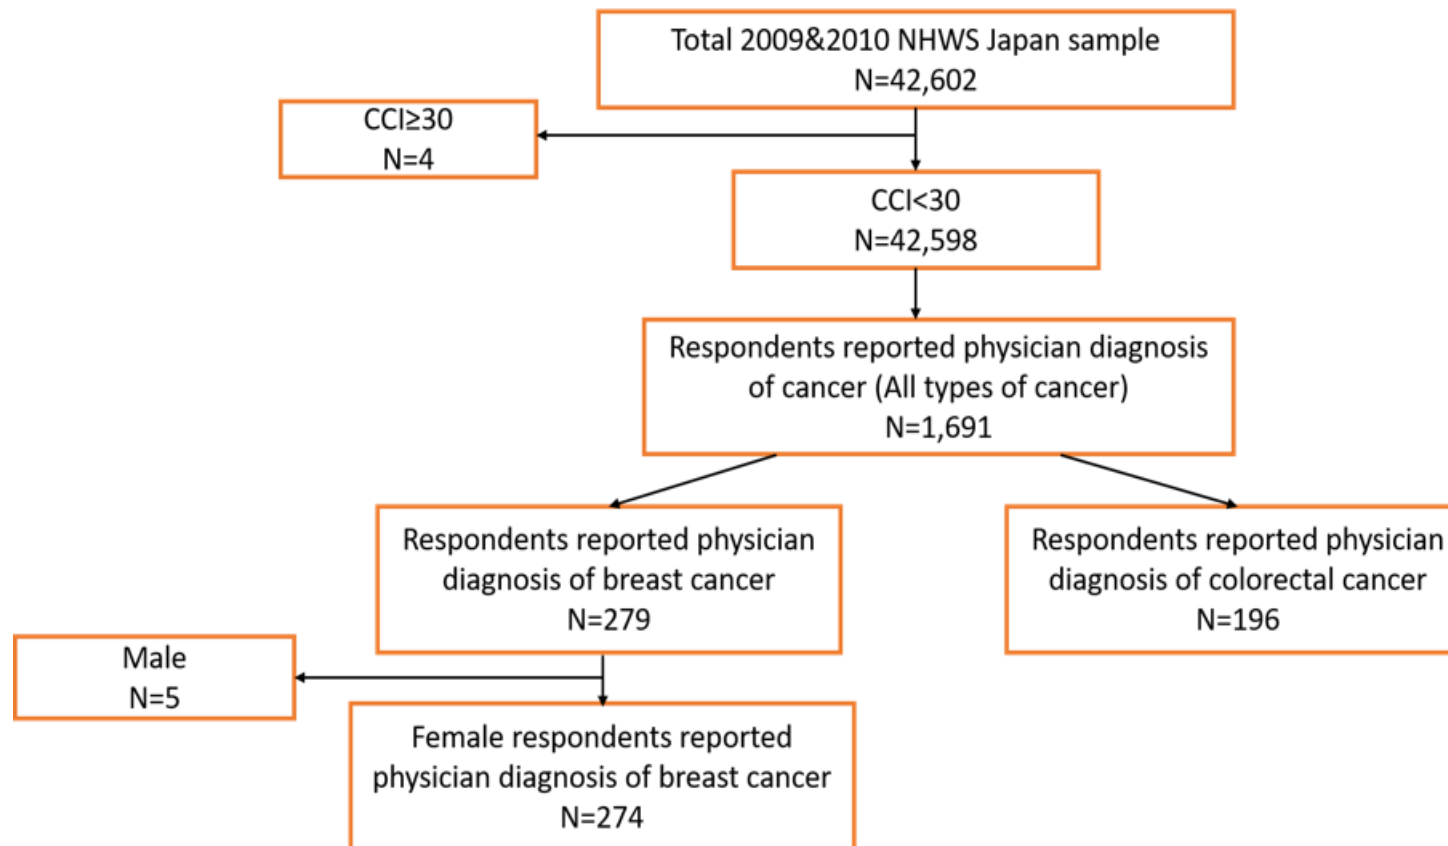 Total 2009&2010 NHWS Japan sample
N=42,602
CCI≥30
N=4
CCI<30
N=42,598
Respondents reported physician diagnosis
of cancer (All types of cancer)
N=1,691
Respondents reported physician
diagnosis of breast cancer
N=279
Respondents reported physician
diagnosis of colorectal cancer
N=196
Male
N=5
Female respondents reported
physician diagnosis of breast cancer
N=274